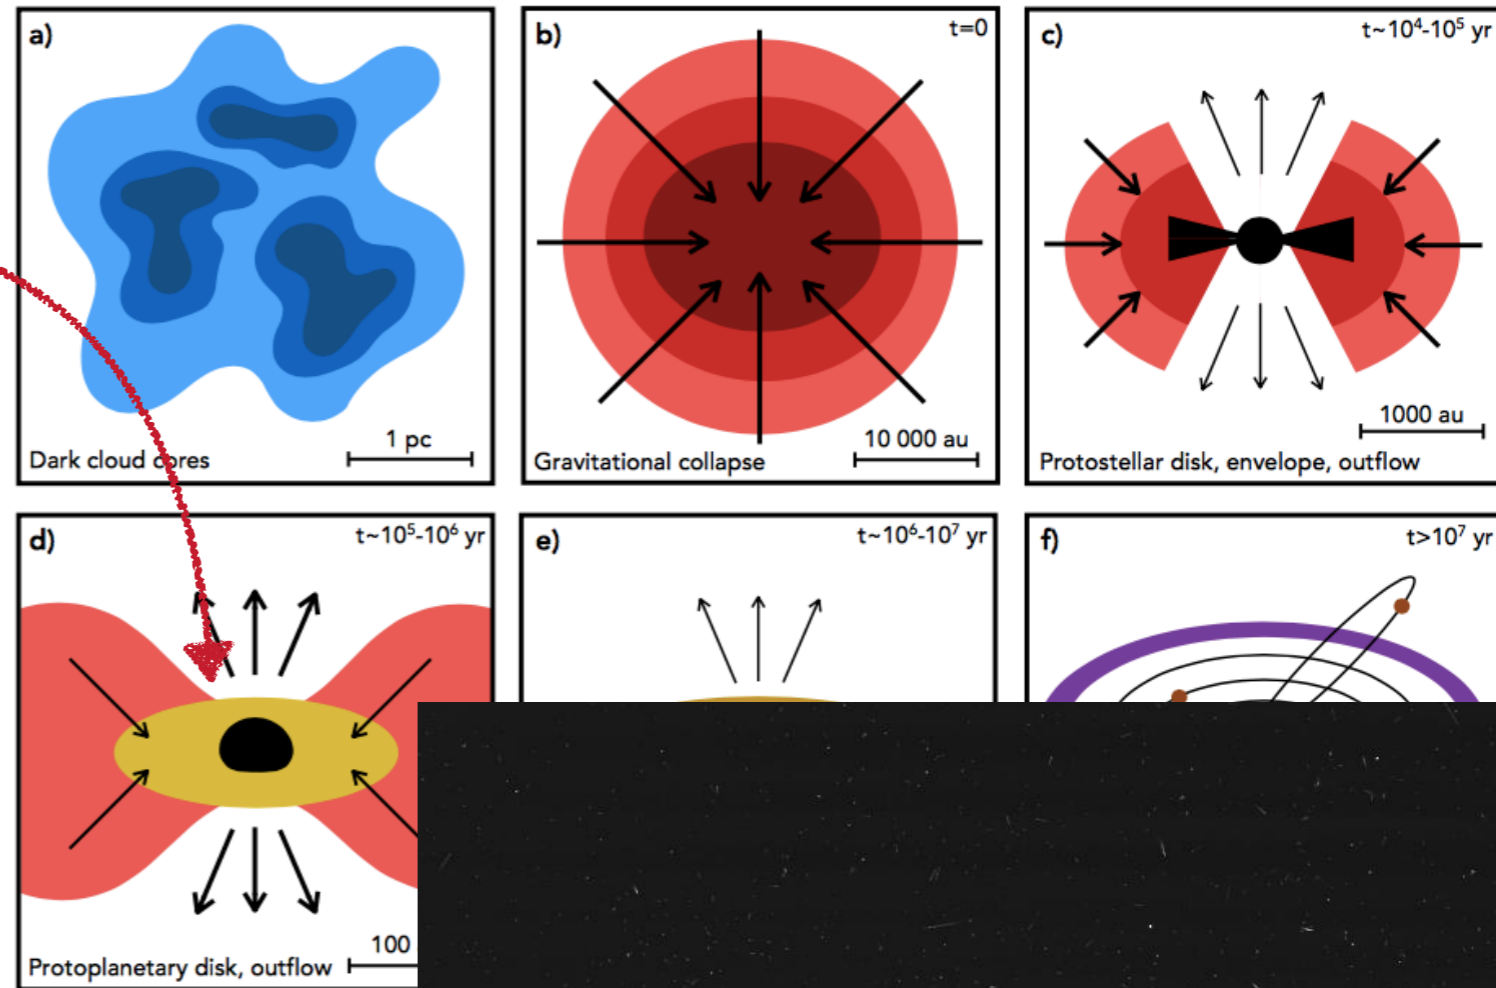 a)
1 pc
Dark cloud cores
b) t=0
10 000 au
Gravitational collapse
c) t~10⁴-10⁵ yr
1000 au
Protostellar disk, envelope, outflow
d) t~10⁵-10⁶ yr
100
Protoplanetary disk, outflow
e) t~10⁶-10⁷ yr
f) t>10⁷ yr